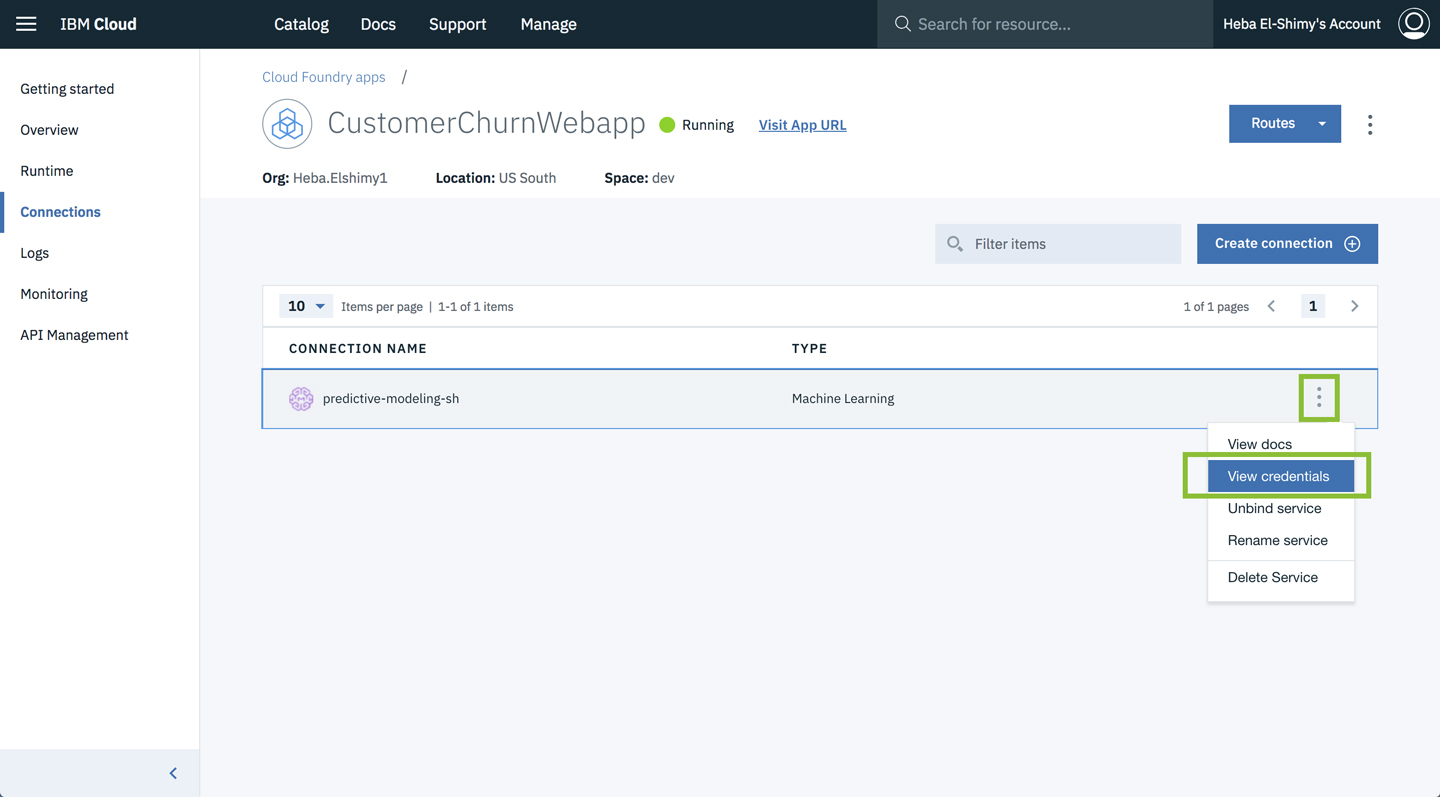 IBM Cloud Catalog Docs Support Manage Search for resource... Heba El-Shimy's Account
Getting started
Overview
Runtime
Connections
Logs
Monitoring
API Management
Cloud Foundry apps /
CustomerChurnWebapp Running Visit App URL Routes
Org: Heba.Elshimy1 Location: US South Space: dev
Filter items Create connection
10 Items per page | 1-1 of 1 items 1 of 1 pages 1
CONNECTION NAME TYPE
predictive-modeling-sh Machine Learning
View docs
View credentials
Unbind service
Rename service
Delete Service